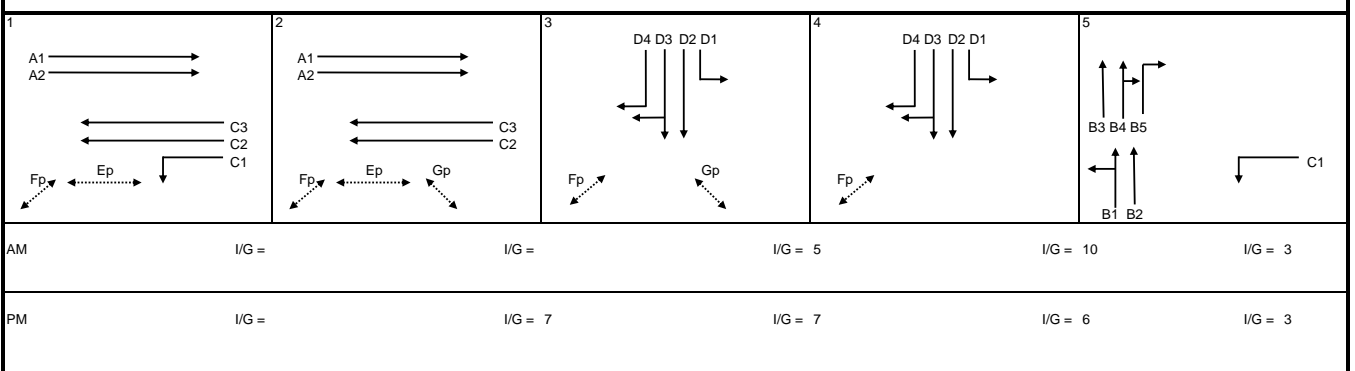 1
A1
A2
C3
C2
C1
Fp
Ep
2
A1
A2
C3
C2
Fp
Ep
Gp
3
D4 D3 D2 D1
Fp
Gp
4
D4 D3 D2 D1
Fp
5
B3 B4 B5
C1
B1 B2
AM I/G = I/G = I/G = 5 I/G = 10 I/G = 3
PM I/G = I/G = 7 I/G = 7 I/G = 6 I/G = 3